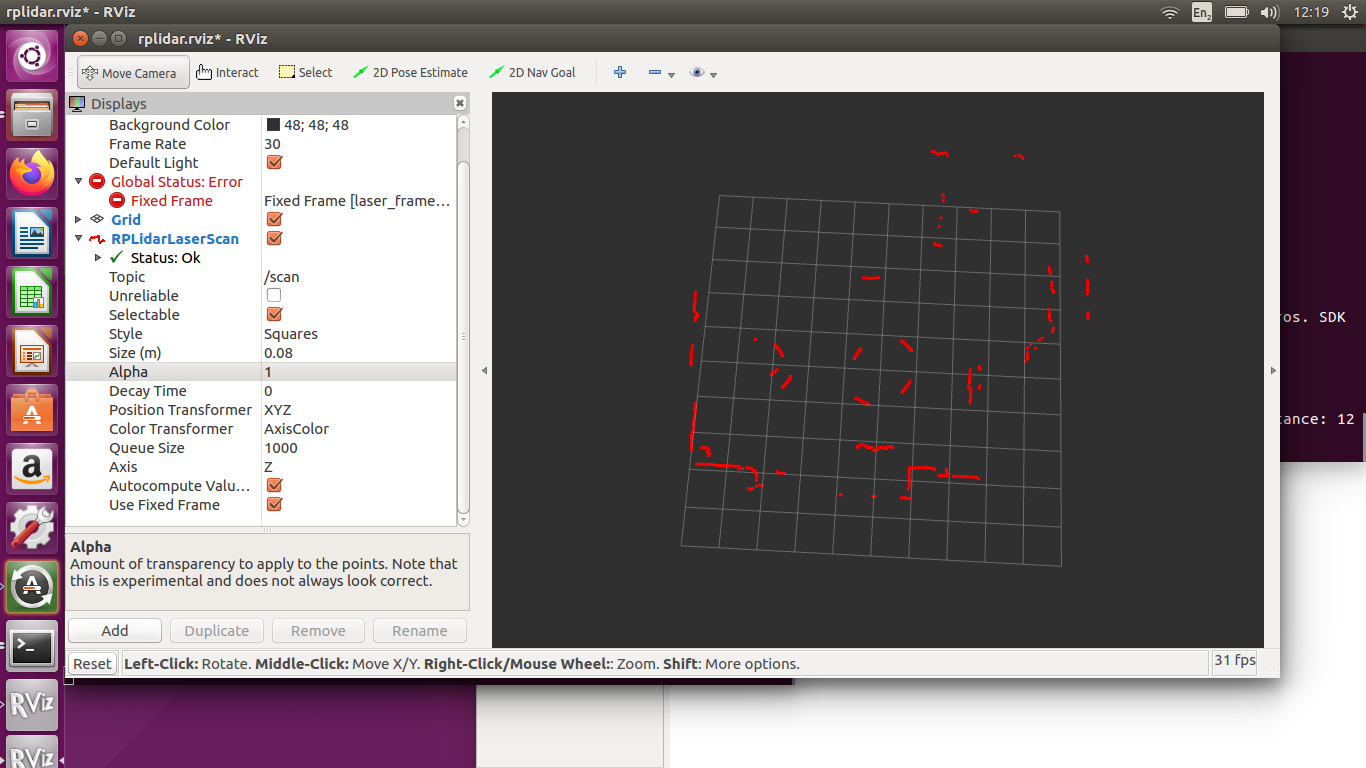 rplidar.rviz* - RViz
En2
12:19
rplidar.rviz* - RViz
Move Camera Interact Select 2D Pose Estimate 2D Nav Goal
Displays
Background Color 48; 48; 48
Frame Rate 30
Default Light
Global Status: Error
Fixed Frame Fixed Frame [laser_frame...
Grid
RPLidarLaserScan
Status: Ok
Topic /scan
Unreliable
Selectable
Style Squares
Size (m) 0.08
Alpha 1
Decay Time 0
Position Transformer XYZ
Color Transformer AxisColor
Queue Size 1000
Axis Z
Autocompute Valu...
Use Fixed Frame
Alpha
Amount of transparency to apply to the points. Note that
this is experimental and does not always look correct.
Add Duplicate Remove Rename
Reset Left-Click: Rotate. Middle-Click: Move X/Y. Right-Click/Mouse Wheel:: Zoom. Shift: More options. 31 fps
ros. SDK
tance: 12
RViz
RViz